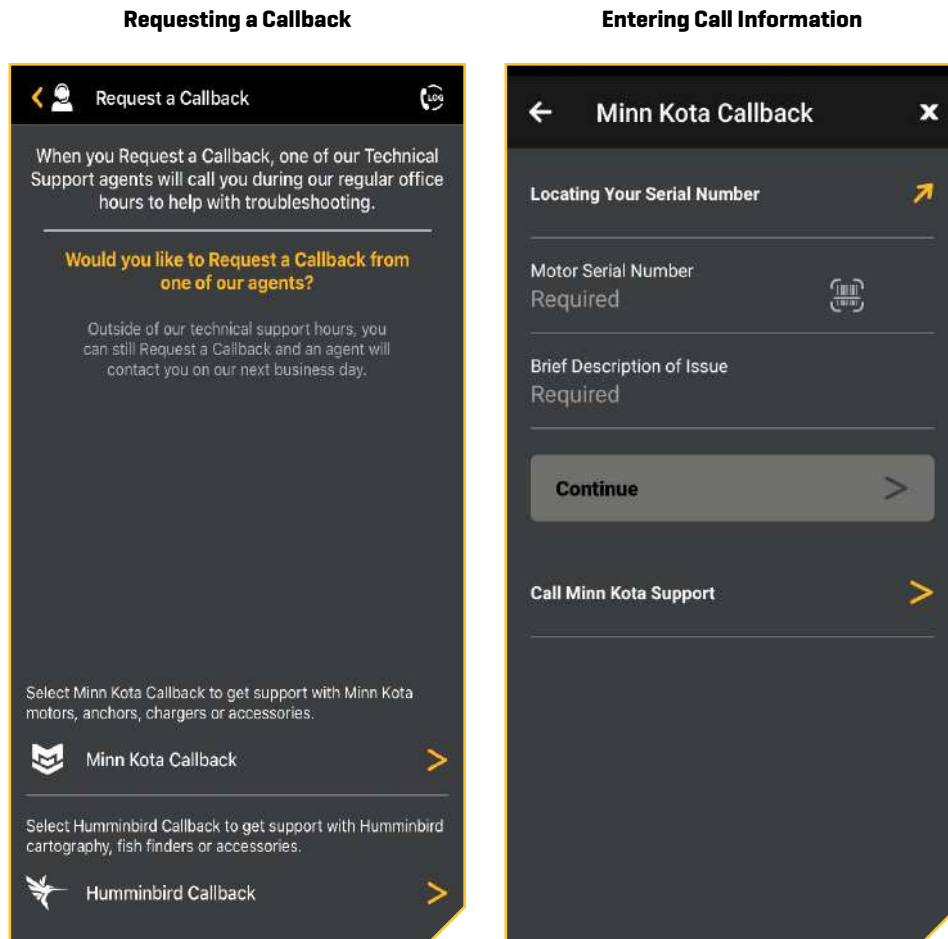 Requesting a Callback
Request a Callback
LOG
When you Request a Callback, one of our Technical
Support agents will call you during our regular office
hours to help with troubleshooting.
Would you like to Request a Callback from
one of our agents?
Outside of our technical support hours, you
can still Request a Callback and an agent will
contact you on our next business day.
Select Minn Kota Callback to get support with Minn Kota
motors, anchors, chargers or accessories.
Minn Kota Callback
Select Humminbird Callback to get support with Humminbird
cartography, fish finders or accessories.
Humminbird Callback
Entering Call Information
Minn Kota Callback
Locating Your Serial Number
Motor Serial Number
Required
Brief Description of Issue
Required
Continue
Call Minn Kota Support